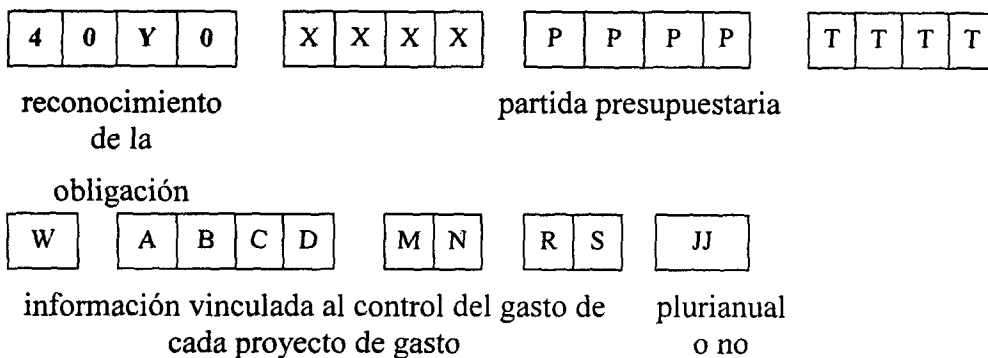 4 0 Y 0 X X X X P P P P T T T T
reconocimiento partida presupuestaria
de la
obligación
W A B C D M N R S JJ
información vinculada al control del gasto de plurianual
cada proyecto de gasto o no